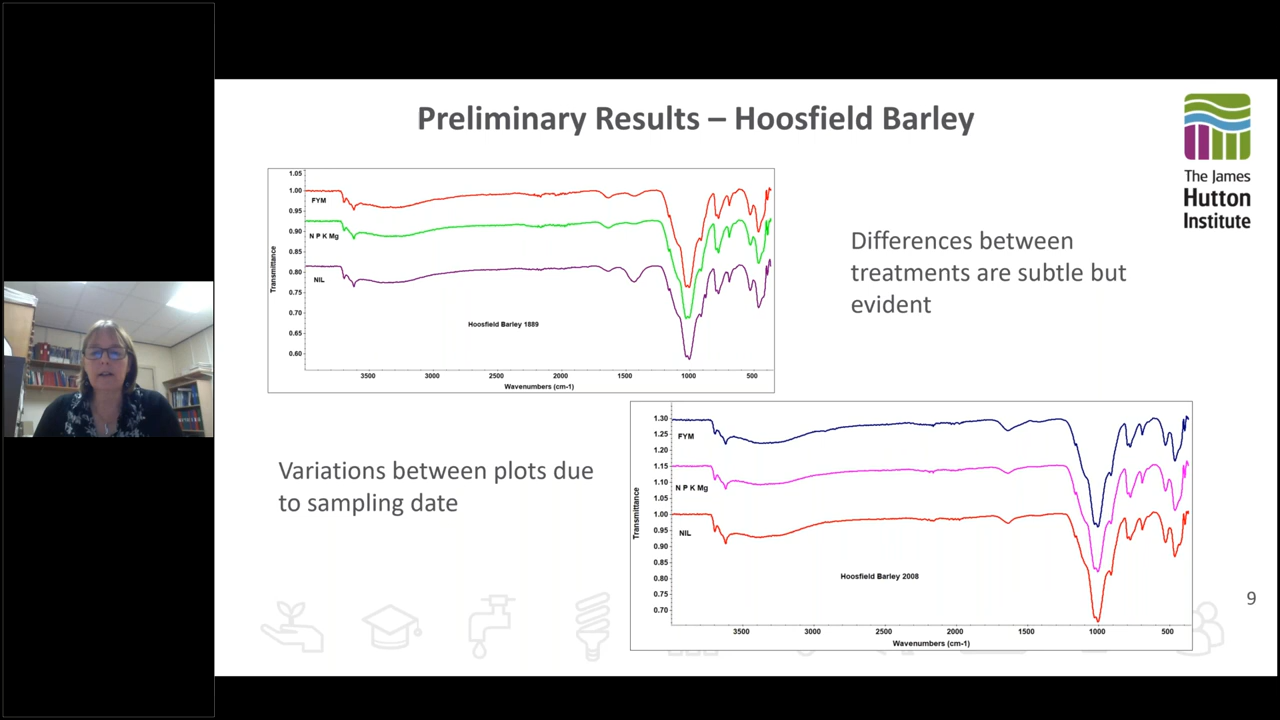 Preliminary Results – Hoosfield Barley
The James
Hutton
Institute
1.05
1.00
0.95
0.90
0.85
0.80
0.75
0.70
0.65
0.60
Transmittance
FYM
N P K Mg
NIL
Hoosfield Barley 1889
3500 3000 2500 2000 1500 1000 500
Wavenumbers (cm-1)
Differences between
treatments are subtle but
evident
Variations between plots due
to sampling date
1.30
1.25
1.20
1.15
1.10
1.05
1.00
0.95
0.90
0.85
0.80
0.75
0.70
Transmittance
FYM
N P K Mg
NIL
Hoosfield Barley 2008
3500 3000 2500 2000 1500 1000 500
Wavenumbers (cm-1)
9